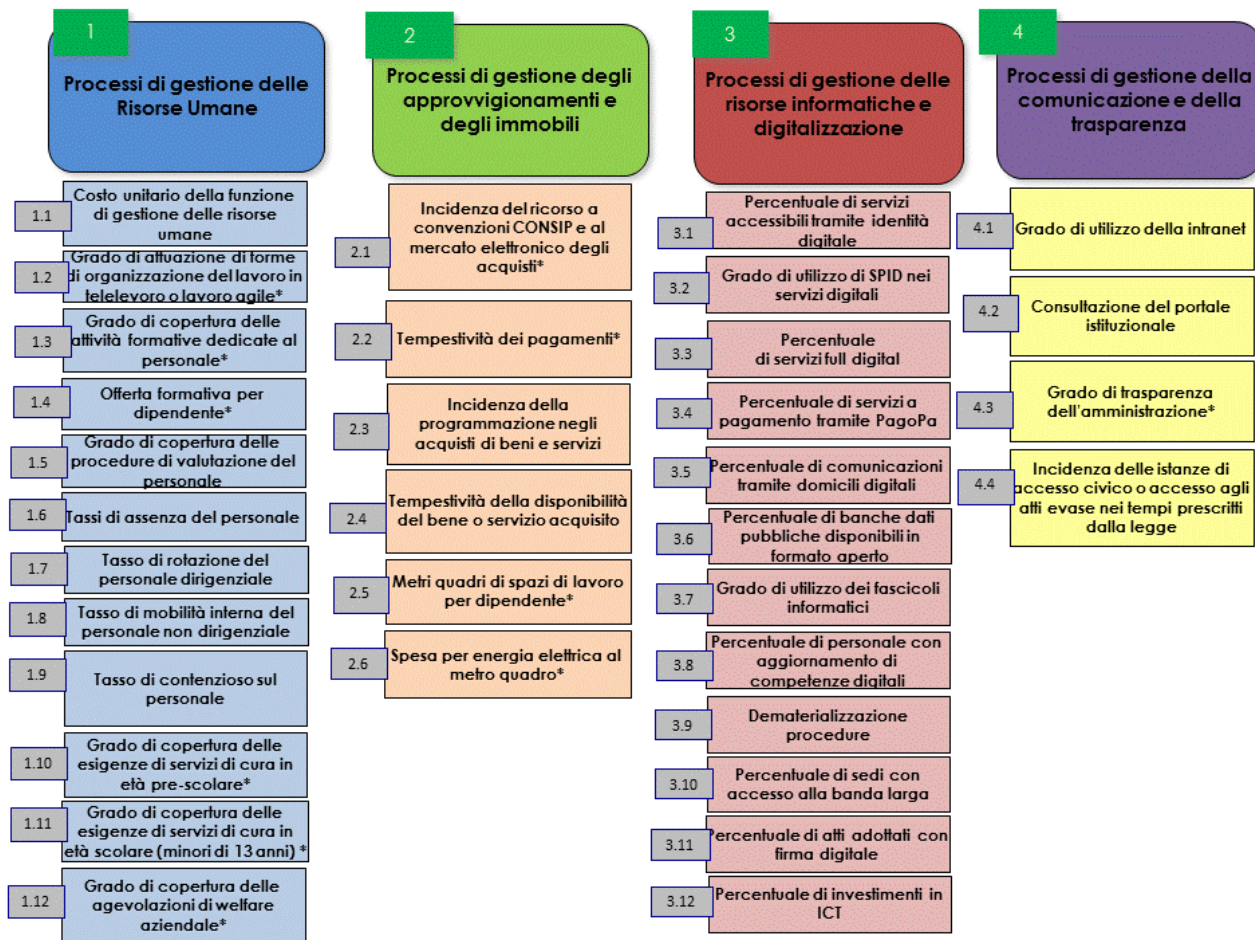 1
Processi di gestione delle
Risorse Umane
1.1
Costo unitario della funzione
di gestione delle risorse
umane
1.2
Grado di attuazione di forme
di organizzazione del lavoro in
telelevoro o lavoro agile*
1.3
Grado di copertura delle
attività formative dedicate al
personale*
1.4
Offerta formativa per
dipendente*
1.5
Grado di copertura delle
procedure di valutazione del
personale
1.6
Tassi di assenza del personale
1.7
Tasso di rotazione del
personale dirigenziale
1.8
Tasso di mobilità interna del
personale non dirigenziale
1.9
Tasso di contenzioso sul
personale
1.10
Grado di copertura delle
esigenze di servizi di cura in
età pre-scolare*
1.11
Grado di copertura delle
esigenze di servizi di cura in
età scolare (minori di 13 anni) *
1.12
Grado di copertura delle
agevolazioni di welfare
aziendale*
2
Processi di gestione degli
approvvigionamenti e
degli immobili
2.1
Incidenza del ricorso a
convenzioni CONSIP e al
mercato elettronico degli
acquisti*
2.2
Tempestività dei pagamenti*
2.3
Incidenza della
programmazione negli
acquisti di beni e servizi
2.4
Tempestività della disponibilità
del bene o servizio acquisito
2.5
Metri quadri di spazi di lavoro
per dipendente*
2.6
Spesa per energia elettrica al
metro quadro*
3
Processi di gestione delle
risorse informatiche e
digitalizzazione
3.1
Percentuale di servizi
accessibili tramite identità
digitale
3.2
Grado di utilizzo di SPID nei
servizi digitali
3.3
Percentuale
di servizi full digital
3.4
Percentuale di servizi a
pagamento tramite PagoPa
3.5
Percentuale di comunicazioni
tramite domicili digitali
3.6
Percentuale di banche dati
pubbliche disponibili in
formato aperto
3.7
Grado di utilizzo dei fascicoli
informatici
3.8
Percentuale di personale con
aggiornamento di
competenze digitali
3.9
Dematerializzazione
procedure
3.10
Percentuale di sedi con
accesso alla banda larga
3.11
Percentuale di atti adottati con
firma digitale
3.12
Percentuale di investimenti in
ICT
4
Processi di gestione della
comunicazione e della
trasparenza
4.1
Grado di utilizzo della intranet
4.2
Consultazione del portale
istituzionale
4.3
Grado di trasparenza
dell'amministrazione*
4.4
Incidenza delle istanze di
accesso civico o accesso agli
atti evase nei tempi prescritti
dalla legge